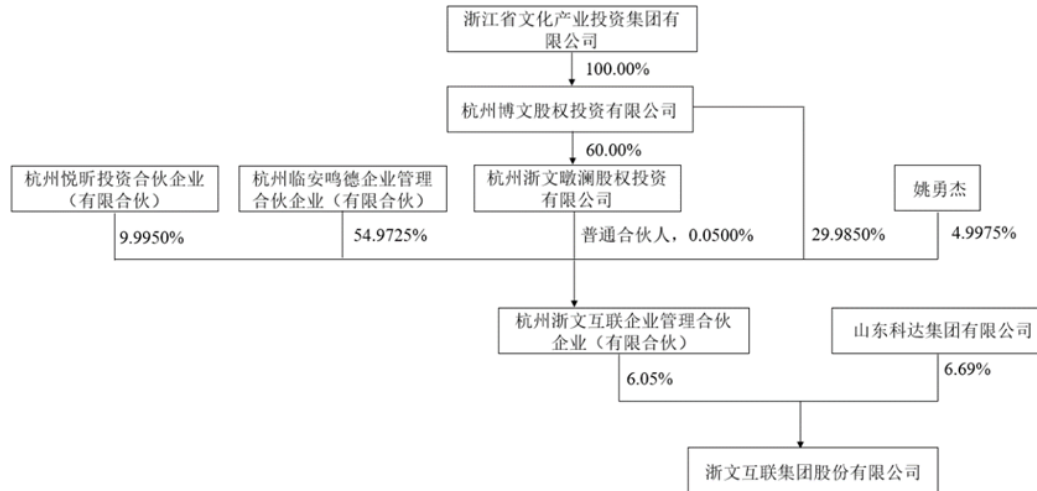 浙江省文化产业投资集团有
限公司
100.00%
杭州博文股权投资有限公司
60.00%
杭州悦昕投资合伙企业
（有限合伙）
杭州临安鸣德企业管理
合伙企业（有限合伙）
杭州浙文暾澜股权投资
有限公司
姚勇杰
9.9950%
54.9725%
普通合伙人，0.0500%
29.9850%
4.9975%
杭州浙文互联企业管理合伙
企业（有限合伙）
山东科达集团有限公司
6.05%
6.69%
浙文互联集团股份有限公司